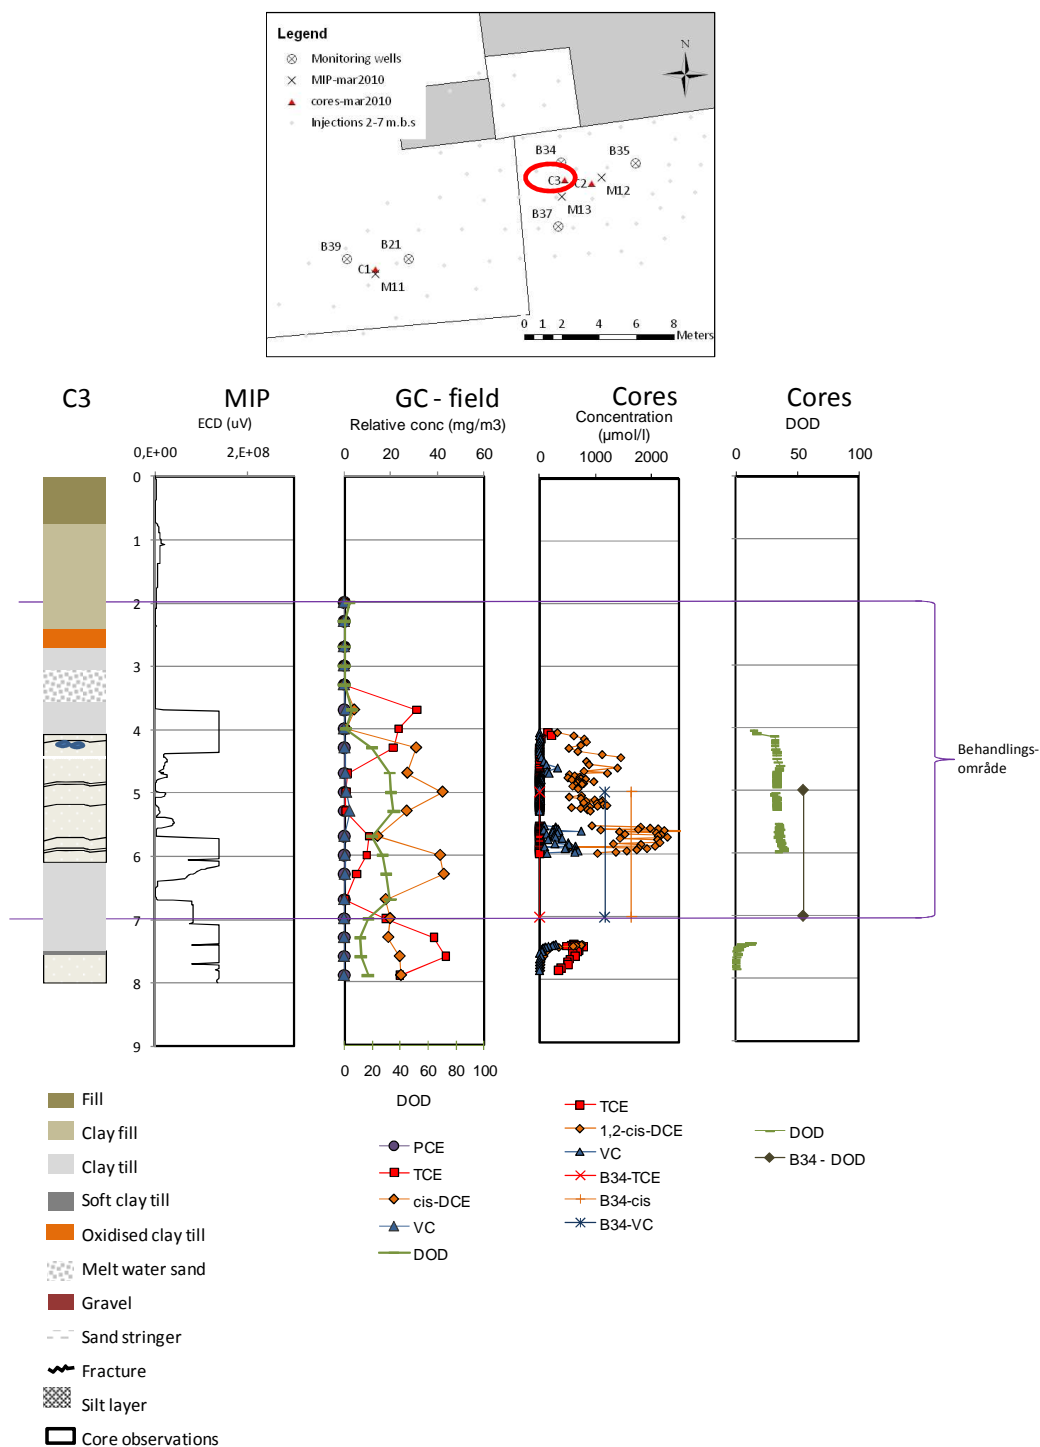 Legend
Monitoring wells
MIP-mar2010
cores-mar2010
Injections 2-7 m.b.s
N
B34
B35
C3
C2
M12
M13
B37
B39
B21
C1
M11
0 1 2 4 6 8
Meters
C3
MIP
GC - field
Cores
Cores
ECD (uV)
Relative conc (mg/m3)
Concentration
(µmol/l)
DOD
0,E+00 2,E+08
0 20 40 60
0 1000 2000
0 50 100
0
1
2
3
4
5
6
7
8
9
Behandlings-
område
0 20 40 60 80 100
DOD
Fill
Clay fill
Clay till
Soft clay till
Oxidised clay till
Melt water sand
Gravel
Sand stringer
Fracture
Silt layer
Core observations
PCE
TCE
cis-DCE
VC
DOD
TCE
1,2-cis-DCE
VC
B34-TCE
B34-cis
B34-VC
DOD
B34 - DOD